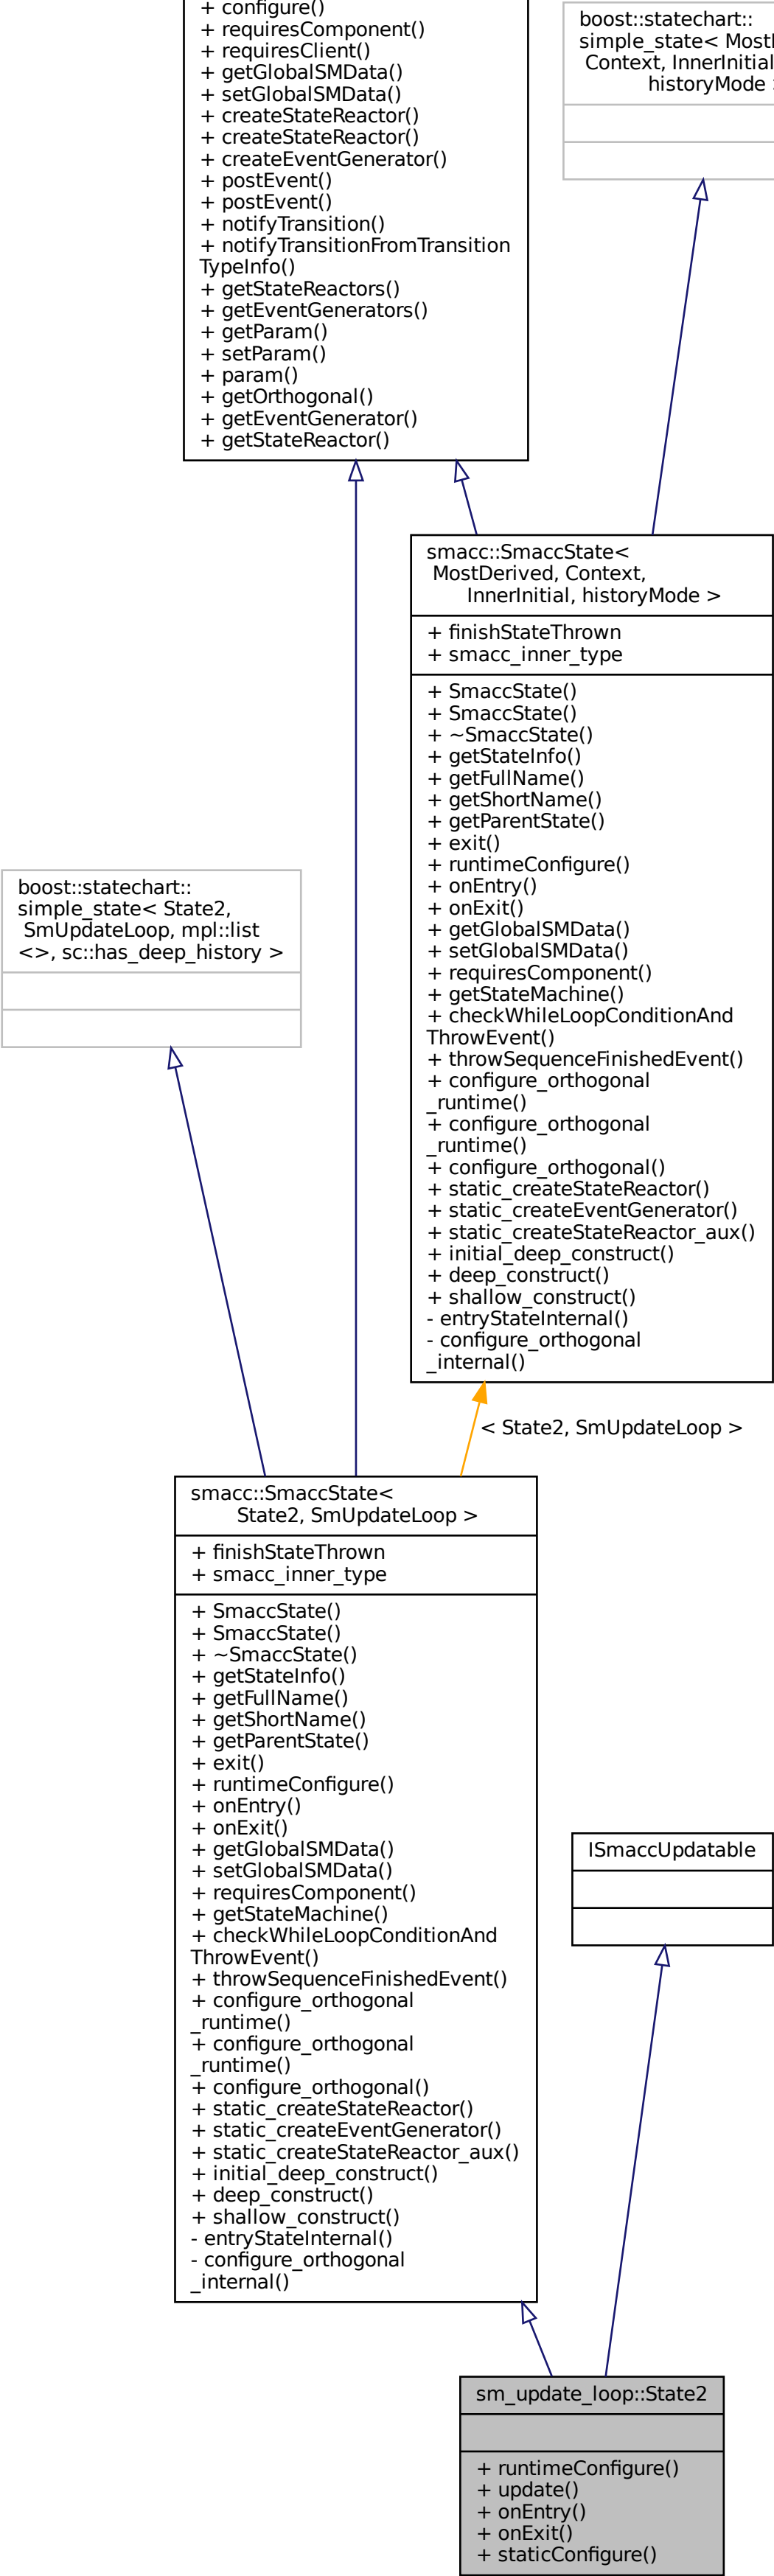 + configure()
+ requiresComponent()
+ requiresClient()
+ getGlobalSMData()
+ setGlobalSMData()
+ createStateReactor()
+ createStateReactor()
+ createEventGenerator()
+ postEvent()
+ postEvent()
+ notifyTransition()
+ notifyTransitionFromTransition
TypeInfo()
+ getStateReactors()
+ getEventGenerators()
+ getParam()
+ setParam()
+ param()
+ getOrthogonal()
+ getEventGenerator()
+ getStateReactor()
boost::statechart::
simple_state<
Context, InnerInitial
historyMode
smacc::SmaccState<
MostDerived, Context,
InnerInitial, historyMode >
+ finishStateThrown
+ smacc_inner_type
+ SmaccState()
+ SmaccState()
+ ~SmaccState()
+ getStateInfo()
+ getFullName()
+ getShortName()
+ getParentState()
+ exit()
+ runtimeConfigure()
+ onEntry()
+ onExit()
+ getGlobalSMData()
+ setGlobalSMData()
+ requiresComponent()
+ getStateMachine()
+ checkWhileLoopConditionAnd
ThrowEvent()
+ throwSequenceFinishedEvent()
+ configure_orthogonal
_runtime()
+ configure_orthogonal
_runtime()
+ configure_orthogonal()
+ static_createStateReactor()
+ static_createEventGenerator()
+ static_createStateReactor_aux()
+ initial_deep_construct()
+ deep_construct()
+ shallow_construct()
- entryStateInternal()
- configure_orthogonal
_internal()
boost::statechart::
simple_state< State2,
SmUpdateLoop, mpl::list
<>, sc::has_deep_history >
< State2, SmUpdateLoop >
smacc::SmaccState<
State2, SmUpdateLoop >
+ finishStateThrown
+ smacc_inner_type
+ SmaccState()
+ SmaccState()
+ ~SmaccState()
+ getStateInfo()
+ getFullName()
+ getShortName()
+ getParentState()
+ exit()
+ runtimeConfigure()
+ onEntry()
+ onExit()
+ getGlobalSMData()
+ setGlobalSMData()
+ requiresComponent()
+ getStateMachine()
+ checkWhileLoopConditionAnd
ThrowEvent()
+ throwSequenceFinishedEvent()
+ configure_orthogonal
_runtime()
+ configure_orthogonal
_runtime()
+ configure_orthogonal()
+ static_createStateReactor()
+ static_createEventGenerator()
+ static_createStateReactor_aux()
+ initial_deep_construct()
+ deep_construct()
+ shallow_construct()
- entryStateInternal()
- configure_orthogonal
_internal()
ISmaccUpdatable
sm_update_loop::State2
+ runtimeConfigure()
+ update()
+ onEntry()
+ onExit()
+ staticConfigure()